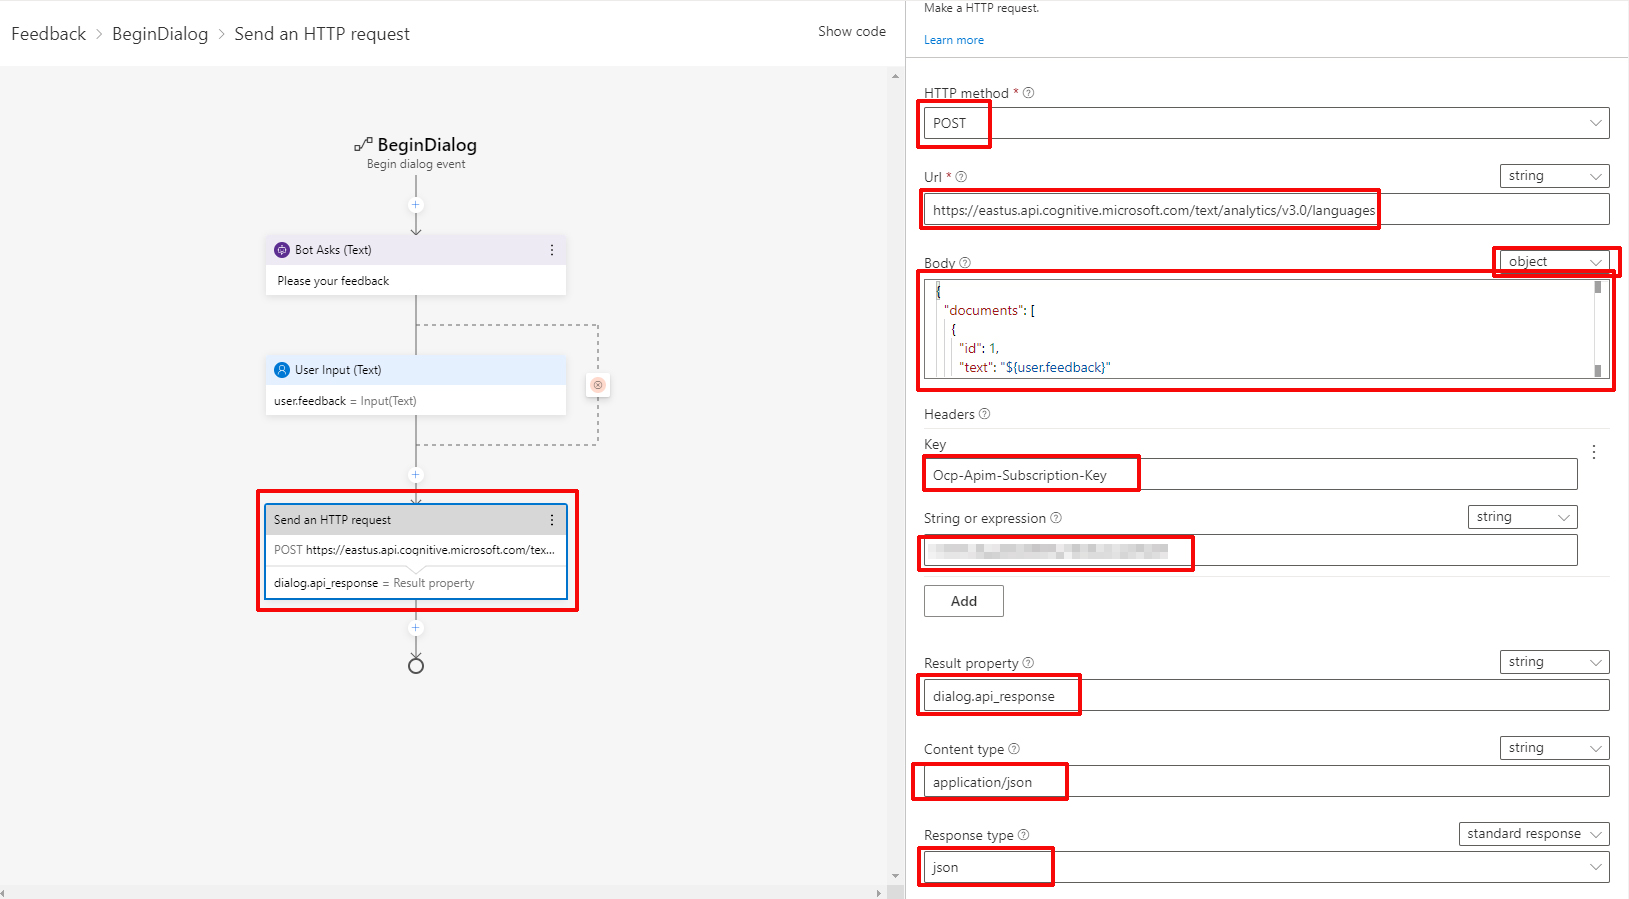 Feedback > BeginDialog > Send an HTTP request
Show code
BeginDialog
Begin dialog event
Bot Asks (Text)
Please your feedback
User Input (Text)
user.feedback = Input(Text)
Send an HTTP request
POST https://eastus.api.cognitive.microsoft.com/tex...
dialog.api_response = Result property
Make a HTTP request.
Learn more
HTTP method *
POST
Url *
string
https://eastus.api.cognitive.microsoft.com/text/analytics/v3.0/languages
Body
object
{
"documents": [
{
"id": 1,
"text": "${user.feedback}"
Headers
Key
Ocp-Apim-Subscription-Key
String or expression
string
Add
Result property
string
dialog.api_response
Content type
string
application/json
Response type
standard response
json